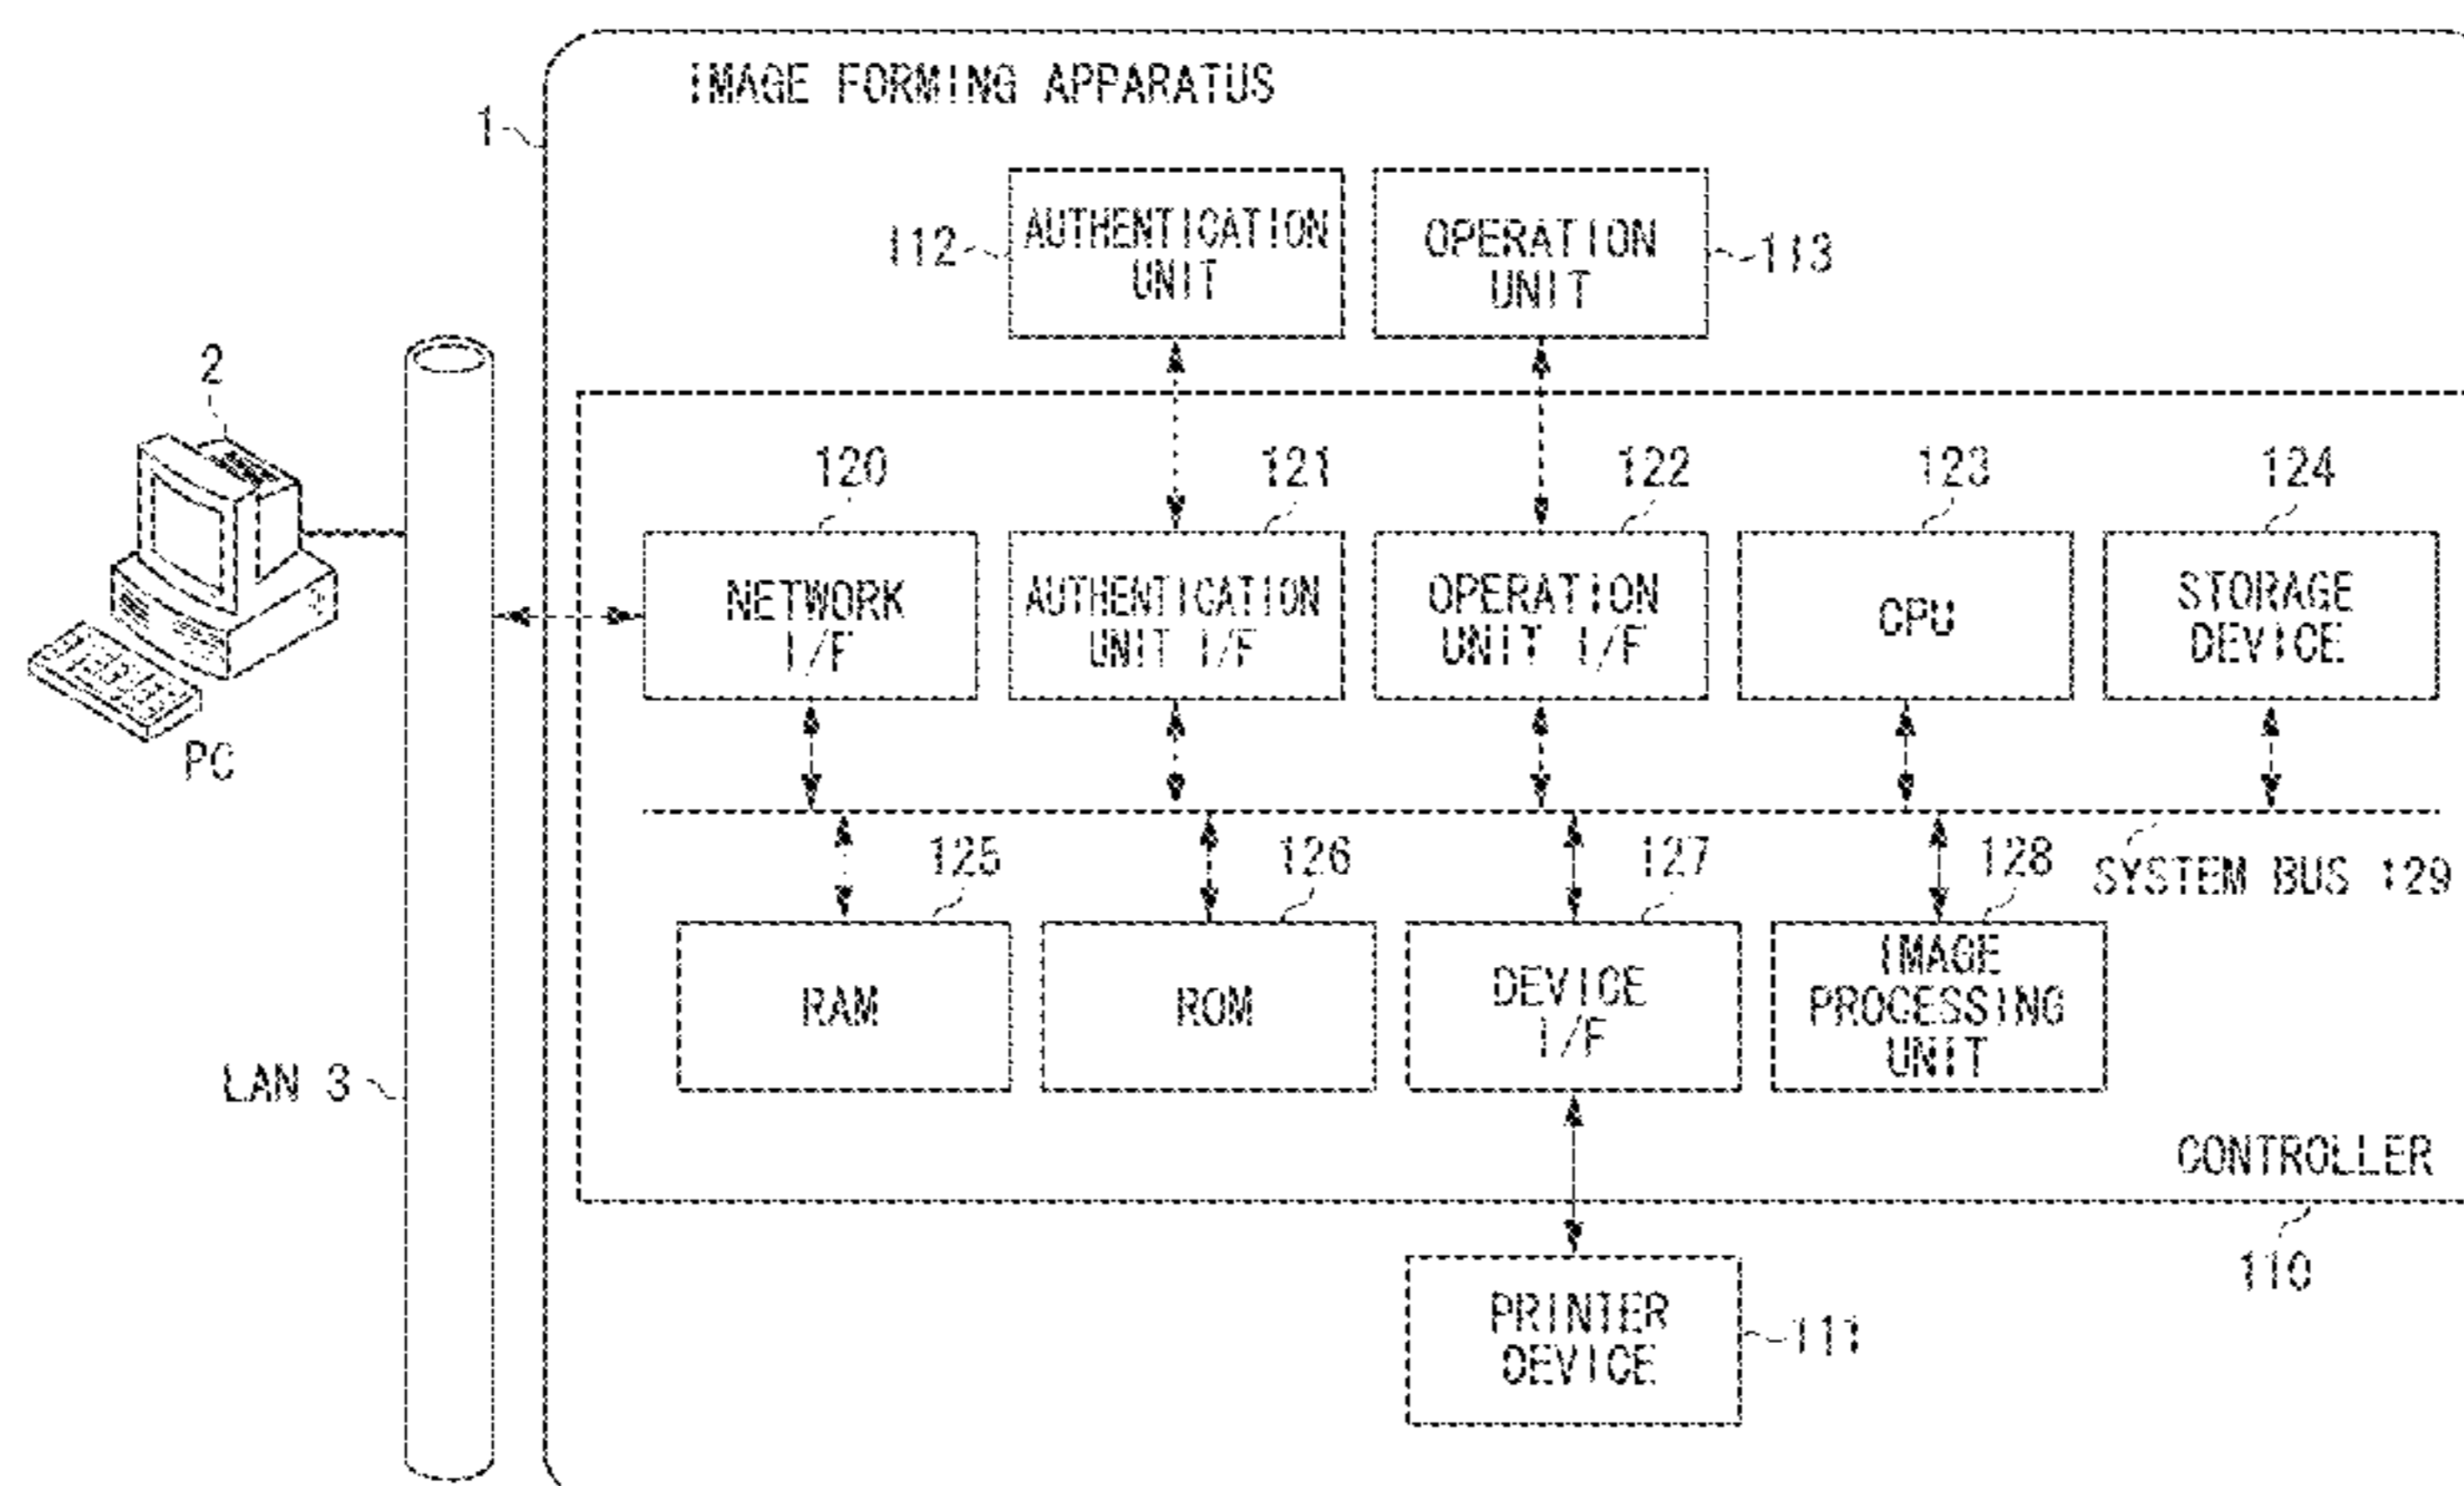 IMAGE FORMING APPARATUS
1
112
AUTHENTICATION
UNIT
OPERATION
UNIT
113
2
PC
120
121
122
123
124
NETWORK
I/F
AUTHENTICATION
UNIT I/F
OPERATION
UNIT I/F
CPU
STORAGE
DEVICE
125
126
127
128
SYSTEM BUS 129
RAM
ROM
DEVICE
I/F
IMAGE
PROCESSING
UNIT
LAN 3
CONTROLLER
110
PRINTER
DEVICE
111